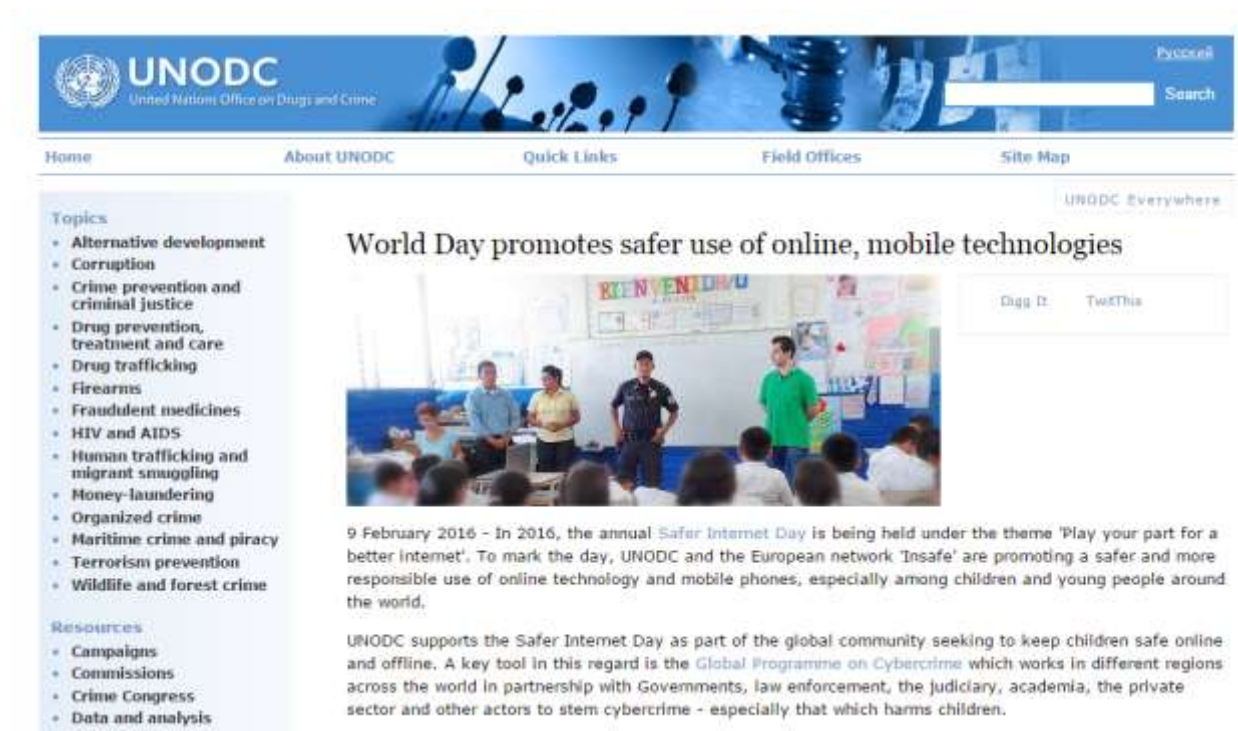 UNODC
United Nations Office on Drugs and Crime
Русский
Search
Home
About UNODC
Quick Links
Field Offices
Site Map
UNODC Everywhere
Topics
Alternative development
Corruption
Crime prevention and
criminal justice
Drug prevention,
treatment and care
Drug trafficking
Firearms
Fraudulent medicines
HIV and AIDS
Human trafficking and
migrant smuggling
Money-laundering
Organized crime
Maritime crime and piracy
Terrorism prevention
Wildlife and forest crime
Resources
Campaigns
Commissions
Crime Congress
Data and analysis
World Day promotes safer use of online, mobile technologies
Digg It
TwitThis
9 February 2016 - In 2016, the annual Safer Internet Day is being held under the theme 'Play your part for a
better internet'. To mark the day, UNODC and the European network 'Insafe' are promoting a safer and more
responsible use of online technology and mobile phones, especially among children and young people around
the world.
UNODC supports the Safer Internet Day as part of the global community seeking to keep children safe online
and offline. A key tool in this regard is the Global Programme on Cybercrime which works in different regions
across the world in partnership with Governments, law enforcement, the judiciary, academia, the private
sector and other actors to stem cybercrime - especially that which harms children.